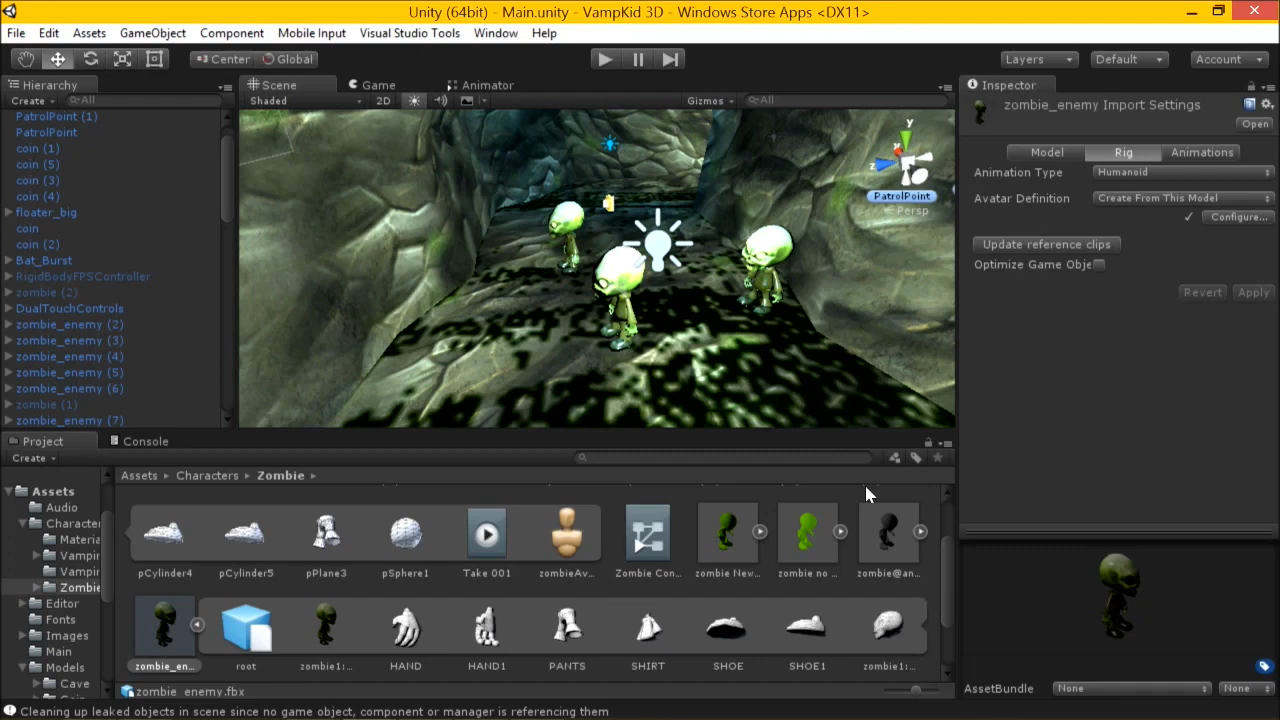 Unity (64bit) - Main.unity - VampKid 3D - Windows Store Apps <DX11>
File Edit Assets GameObject Component Mobile Input Visual Studio Tools Window Help
Center Global Layers Default Account
Hierarchy Scene Game Animator Inspector
Create All Shaded 2D Gizmos All
zombie_enemy Import Settings
Open
PatrolPoint (1)
PatrolPoint
coin (1)
coin (5)
coin (3)
coin (4)
floater_big
coin
coin (2)
Bat_Burst
RigidBodyFPSController
zombie (2)
DualTouchControls
zombie_enemy (2)
zombie_enemy (3)
zombie_enemy (4)
zombie_enemy (5)
zombie_enemy (6)
zombie (1)
zombie_enemy (7)
y
x
z
PatrolPoint
Persp
Model Rig Animations
Animation Type Humanoid
Avatar Definition Create From This Model
Configure...
Update reference clips
Optimize Game Obje
Revert Apply
Project Console
Create
Assets Characters Zombie
Assets
Audio
Character
Materia
Vampir
Vampir
Zombie
Editor
Fonts
Images
Main
Models
Cave
pCylinder4 pCylinder5 pPlane3 pSphere1 Take 001 zombieAv... Zombie Con... zombie New... zombie no ... zombie@an...
zombie_en... root zombie1:... HAND HAND1 PANTS SHIRT SHOE SHOE1 zombie1:...
zombie_enemy.fbx
AssetBundle None None
Cleaning up leaked objects in scene since no game object, component or manager is referencing them